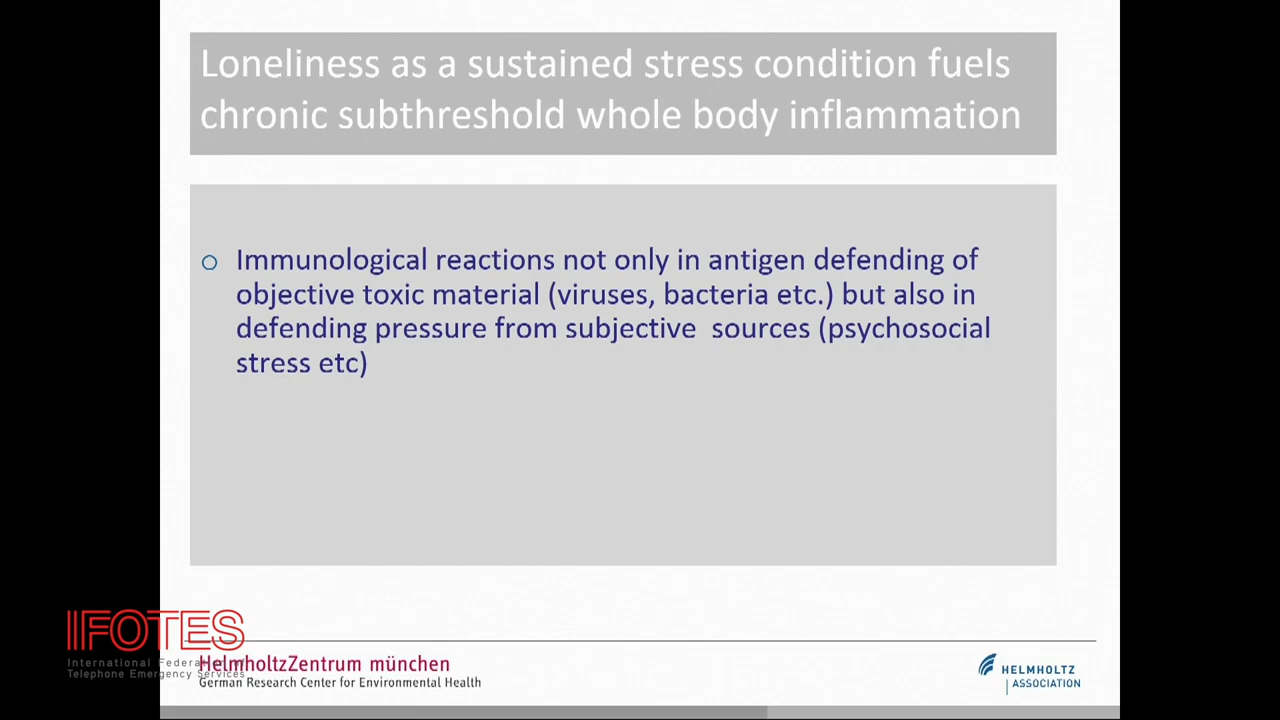 Loneliness as a sustained stress condition fuels
chronic subthreshold whole body inflammation
Immunological reactions not only in antigen defending of
objective toxic material (viruses, bacteria etc.) but also in
defending pressure from subjective sources (psychosocial
stress etc)
IFOTES
International Federation of
Telephone Emergency Services
HelmholtzZentrum münchen
German Research Center for Environmental Health
HELMHOLTZ
ASSOCIATION